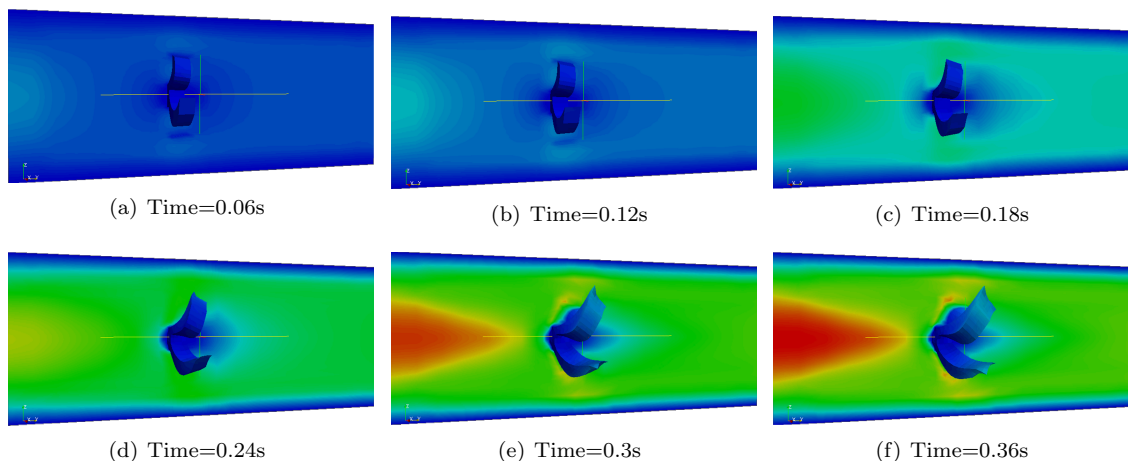 (a) Time=0.06s
(b) Time=0.12s
(c) Time=0.18s
(d) Time=0.24s
(e) Time=0.3s
(f) Time=0.36s